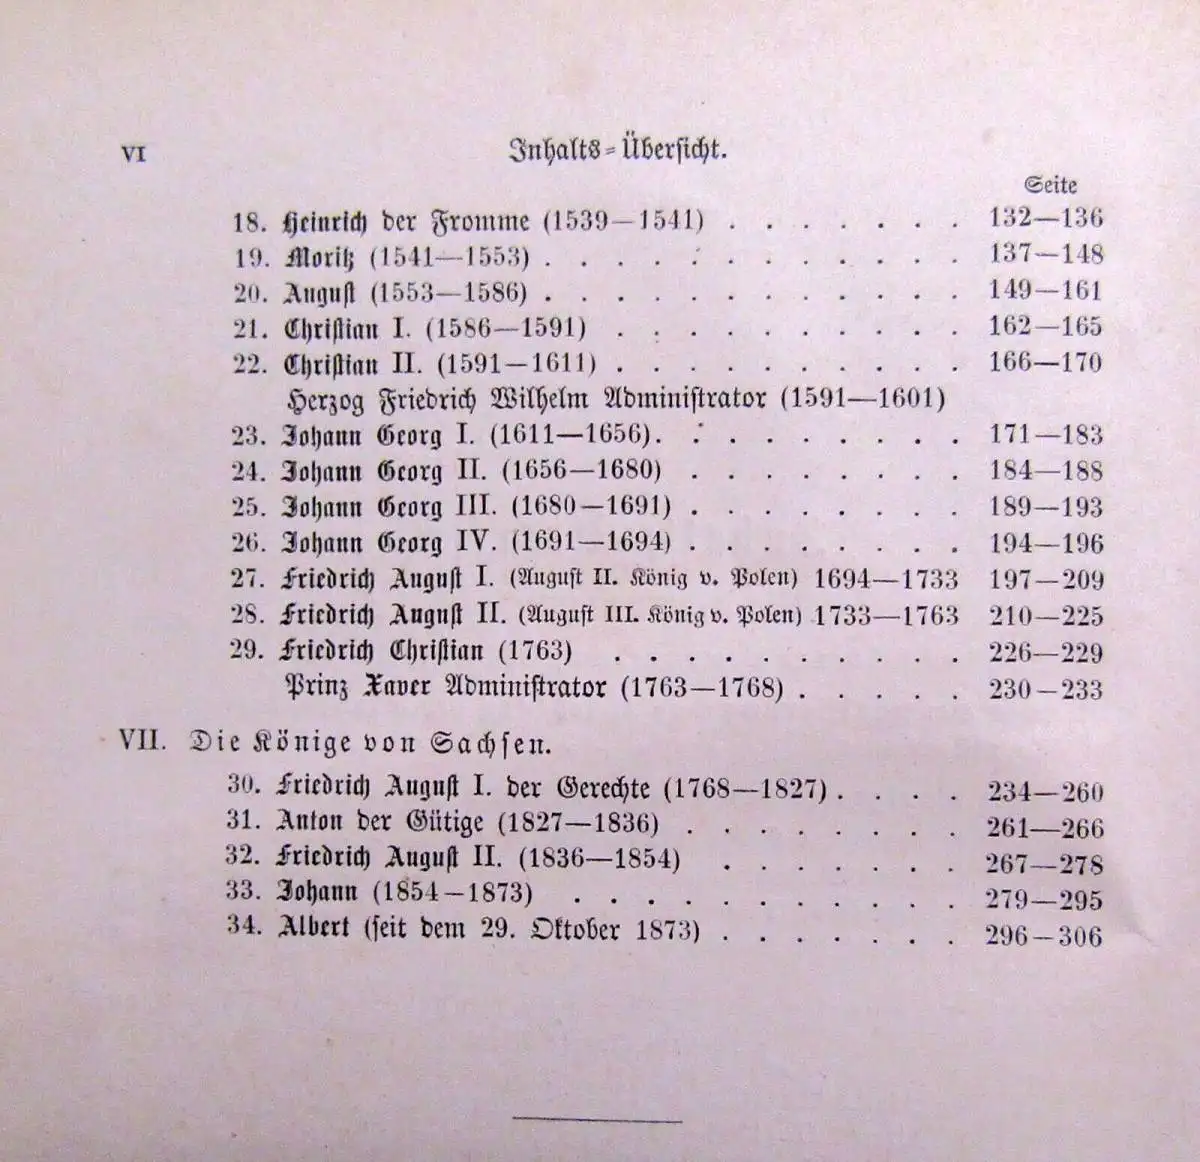 VI Inhalts-Übersicht.
Seite
18. Heinrich der Fromme (1539—1541) . . . . . . . 132—136
19. Moritz (1541—1553) . . . . . . . . . . . . 137—148
20. August (1553—1586) . . . . . . . . . . . . 149—161
21. Christian I. (1586—1591) . . . . . . . . . . 162—165
22. Christian II. (1591—1611) . . . . . . . . . . 166—170
Herzog Friedrich Wilhelm Administrator (1591—1601)
23. Johann Georg I. (1611—1656). . . . . . . . . 171—183
24. Johann Georg II. (1656—1680) . . . . . . . . 184—188
25. Johann Georg III. (1680—1691) . . . . . . . . 189—193
26. Johann Georg IV. (1691—1694) . . . . . . . . 194—196
27. Friedrich August I. (August II. König v. Polen) 1694—1733 197—209
28. Friedrich August II. (August III. König v. Polen) 1733—1763 210—225
29. Friedrich Christian (1763) . . . . . . . . . . 226—229
Prinz Xaver Administrator (1763—1768) . . . . . 230—233
VII. Die Könige von Sachsen.
30. Friedrich August I. der Gerechte (1768—1827) . . . . 234—260
31. Anton der Gütige (1827—1836) . . . . . . . . 261—266
32. Friedrich August II. (1836—1854) . . . . . . . 267—278
33. Johann (1854—1873) . . . . . . . . . . . 279—295
34. Albert (seit dem 29. Oktober 1873) . . . . . . . 296—306